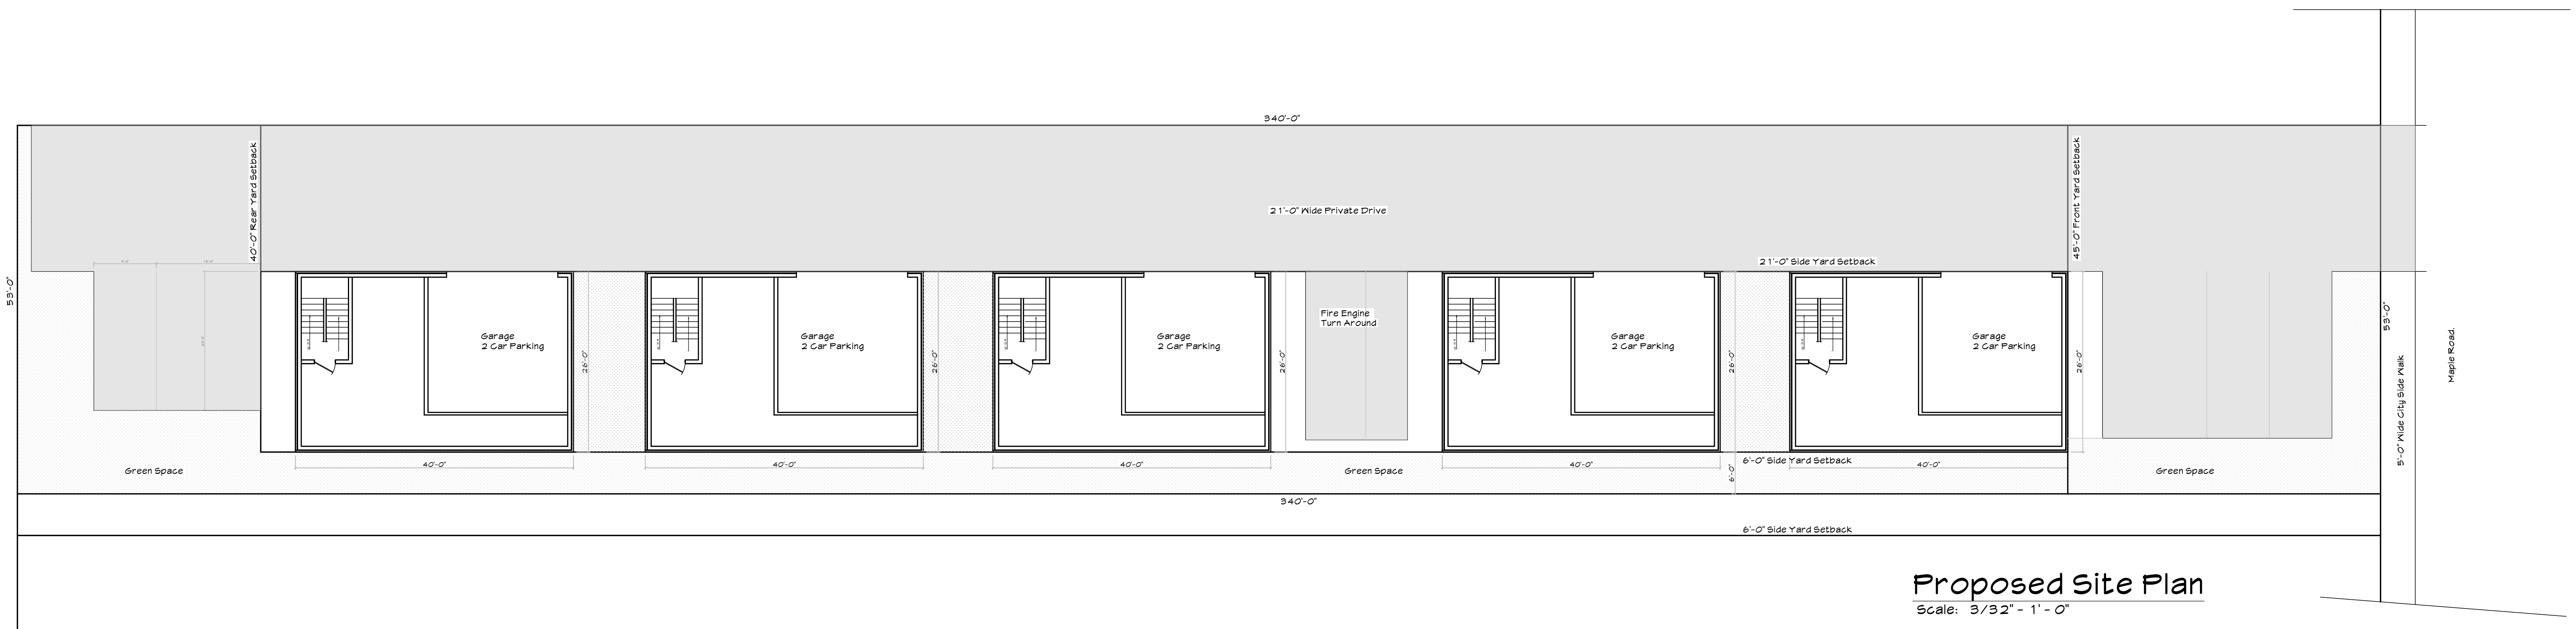 340'-0"
40'-0" Rear Yard Setback
45'-0" Front Yard Setback
21'-0" Wide Private Drive
21'-0" Side Yard Setback
53'-0"
53'-0"
Fire Engine
Turn Around
Garage
2 Car Parking
Garage
2 Car Parking
Garage
2 Car Parking
Garage
2 Car Parking
Garage
2 Car Parking
26'-0"
26'-0"
26'-0"
26'-0"
26'-0"
Maple Road.
5'-0" Wide City Side Walk
40'-0"
40'-0"
40'-0"
40'-0"
40'-0"
6'-0" Side Yard Setback
6'-0"
Green Space
Green Space
Green Space
340'-0"
6'-0" Side Yard Setback
Proposed Site Plan
Scale: 3/32" - 1' - 0"